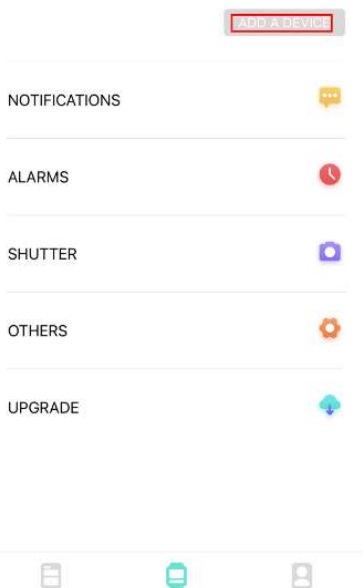 ADD A DEVICE
NOTIFICATIONS
ALARMS
SHUTTER
OTHERS
UPGRADE